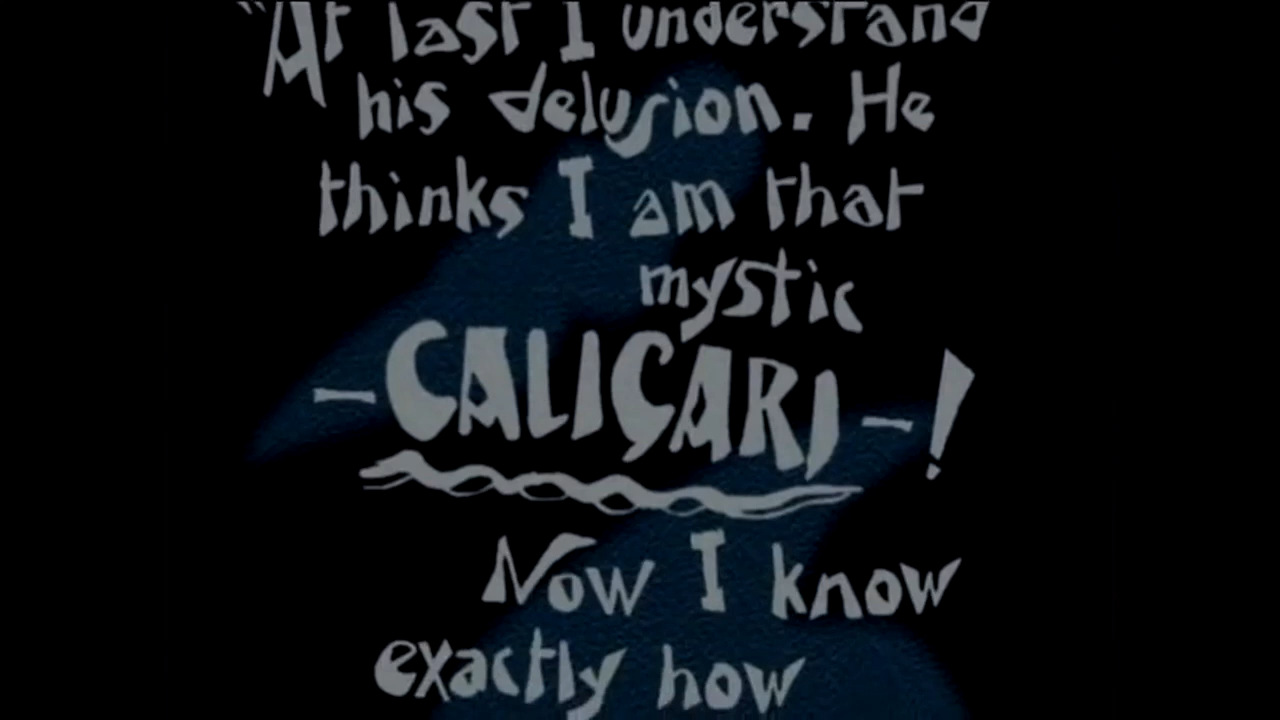 "At last I understand
his delusion. He
thinks I am that
mystic
- CALIGARI - !
Now I know
exactly how